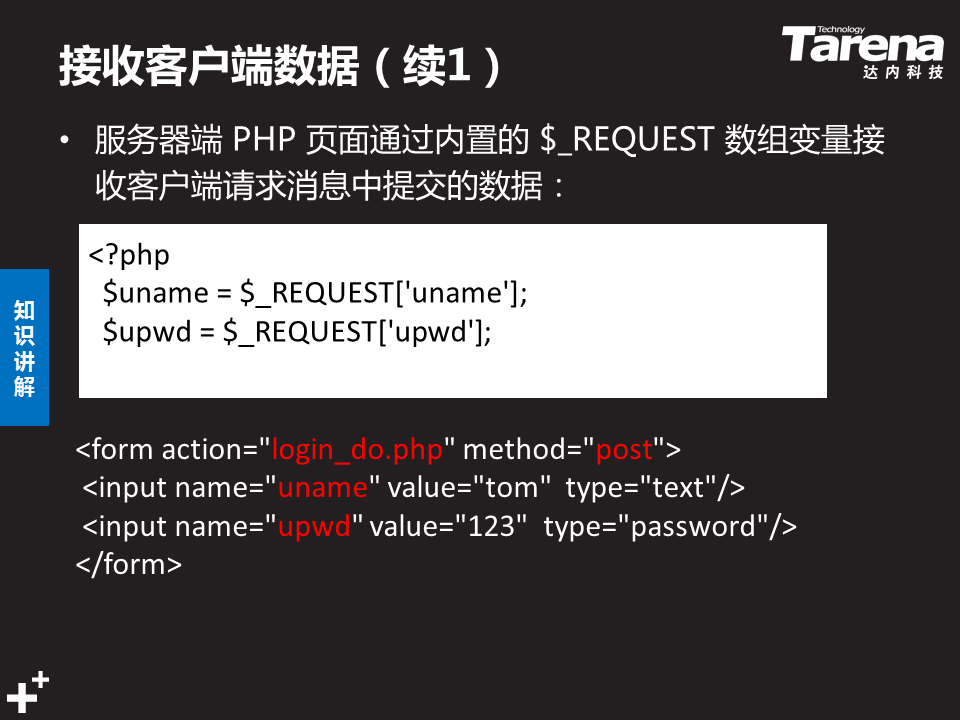 接收客户端数据（续1）
Technology
Tarena
达内科技
• 服务器端 PHP 页面通过内置的 $_REQUEST 数组变量接
收客户端请求消息中提交的数据：
<?php
$uname = $_REQUEST['uname'];
$upwd = $_REQUEST['upwd'];
知识讲解
<form action="login_do.php" method="post">
<input name="uname" value="tom" type="text"/>
<input name="upwd" value="123" type="password"/>
</form>